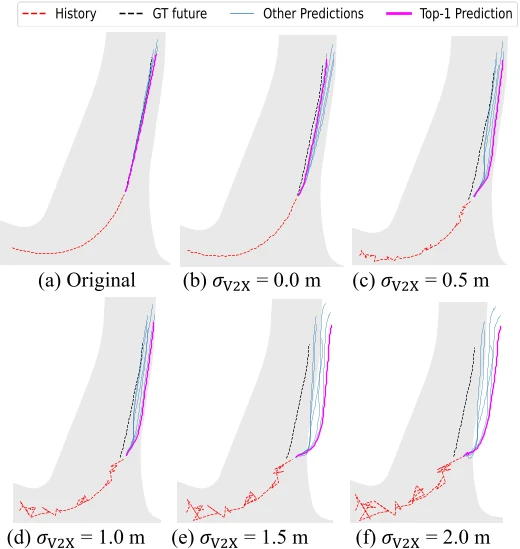 History GT future Other Predictions Top-1 Prediction
(a) Original (b) σV2X = 0.0 m (c) σV2X = 0.5 m
(d) σV2X = 1.0 m (e) σV2X = 1.5 m (f) σV2X = 2.0 m